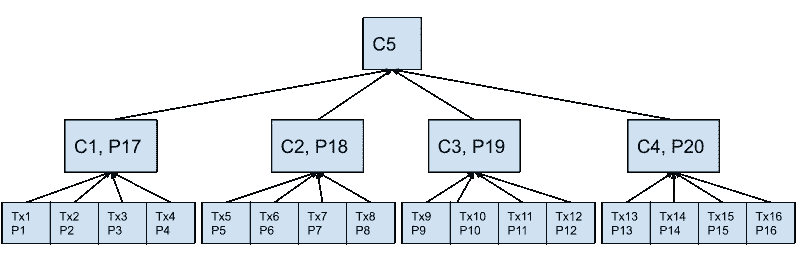 C5
C1, P17
C2, P18
C3, P19
C4, P20
Tx1
P1
Tx2
P2
Tx3
P3
Tx4
P4
Tx5
P5
Tx6
P6
Tx7
P7
Tx8
P8
Tx9
P9
Tx10
P10
Tx11
P11
Tx12
P12
Tx13
P13
Tx14
P14
Tx15
P15
Tx16
P16